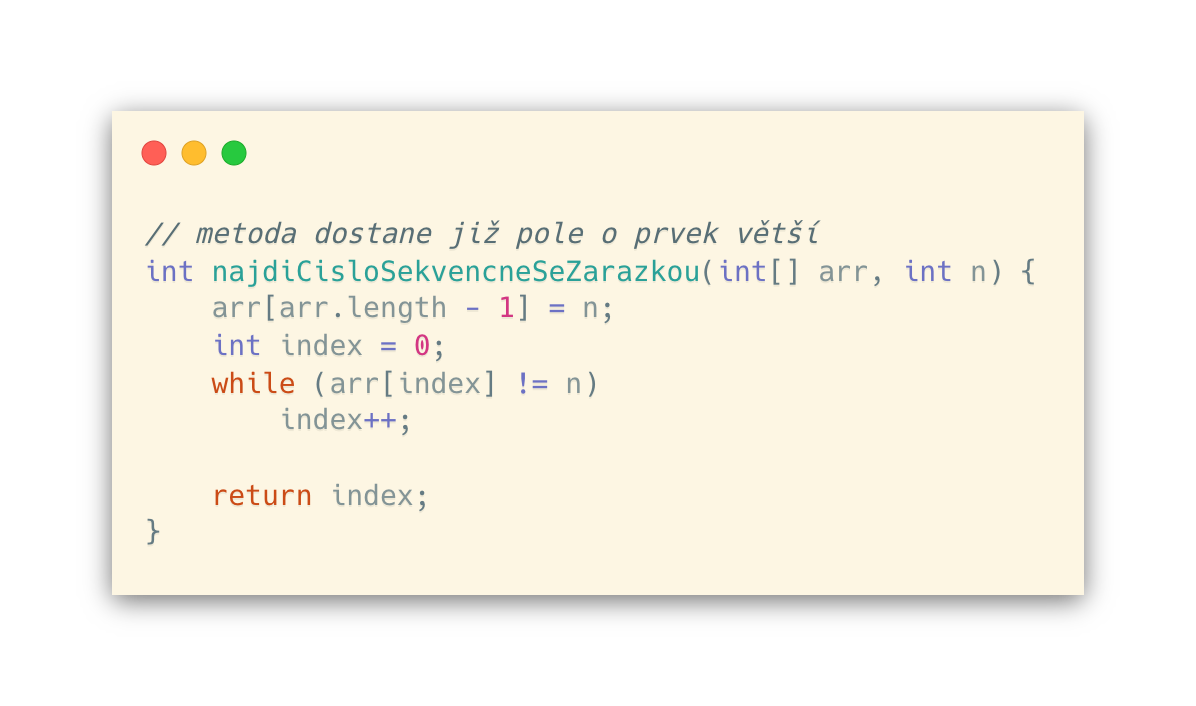 // metoda dostane již pole o prvek větší
int najdiCisloSekvencneSeZarazkou(int[] arr, int n) {
    arr[arr.length - 1] = n;
    int index = 0;
    while (arr[index] != n)
        index++;

    return index;
}